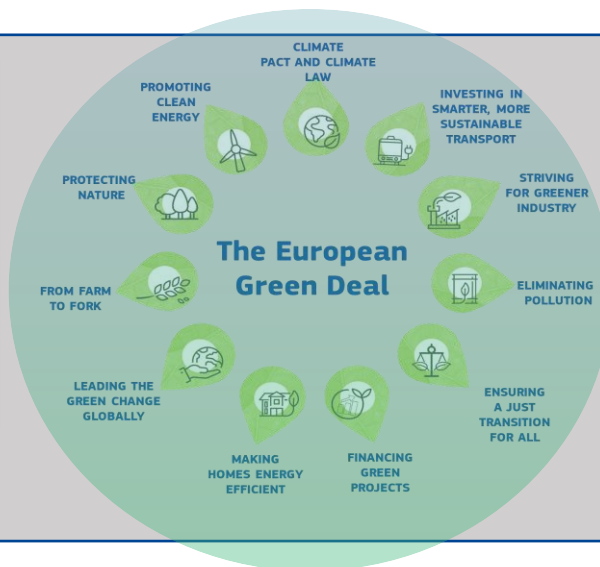 CLIMATE
PACT AND CLIMATE
LAW
INVESTING IN
SMARTER, MORE
SUSTAINABLE
TRANSPORT
STRIVING
FOR GREENER
INDUSTRY
ELIMINATING
POLLUTION
ENSURING
A JUST
TRANSITION
FOR ALL
FINANCING
GREEN
PROJECTS
MAKING
HOMES ENERGY
EFFICIENT
LEADING THE
GREEN CHANGE
GLOBALLY
FROM FARM
TO FORK
PROTECTING
NATURE
PROMOTING
CLEAN
ENERGY
The European
Green Deal